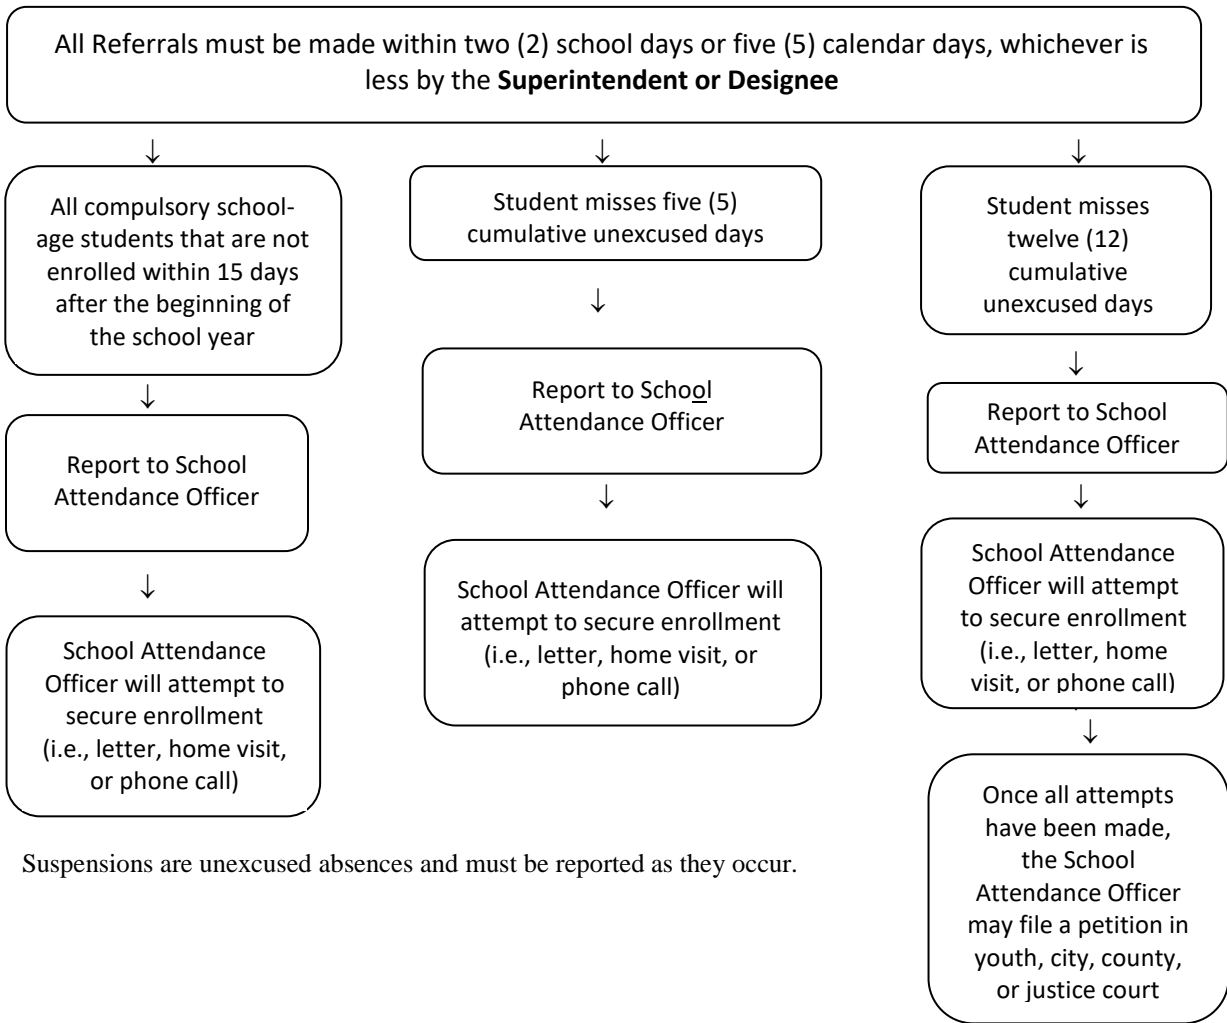 All Referrals must be made within two (2) school days or five (5) calendar days, whichever is
less by the Superintendent or Designee
↓
All compulsory school-
age students that are not
enrolled within 15 days
after the beginning of
the school year
↓
Report to School
Attendance Officer
↓
School Attendance
Officer will attempt to
secure enrollment
(i.e., letter, home visit,
or phone call)
↓
Student misses five (5)
cumulative unexcused days
↓
Report to School
Attendance Officer
↓
School Attendance Officer will
attempt to secure enrollment
(i.e., letter, home visit, or
phone call)
↓
Student misses
twelve (12)
cumulative
unexcused days
↓
Report to School
Attendance Officer
↓
School Attendance
Officer will attempt
to secure enrollment
(i.e., letter, home
visit, or phone call)
↓
Once all attempts
have been made,
the School
Attendance Officer
may file a petition in
youth, city, county,
or justice court
Suspensions are unexcused absences and must be reported as they occur.